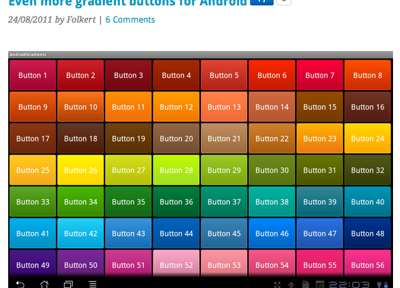 Even more gradient buttons for Android
24/08/2011 by Folkert | 6 Comments
AndroidGradients
Button 1 Button 2 Button 3 Button 4 Button 5 Button 6 Button 7 Button 8
Button 9 Button 10 Button 11 Button 12 Button 13 Button 14 Button 15 Button 16
Button 17 Button 18 Button 19 Button 20 Button 21 Button 22 Button 23 Button 24
Button 25 Button 26 Button 27 Button 28 Button 29 Button 30 Button 31 Button 32
Button 33 Button 34 Button 35 Button 36 Button 37 Button 38 Button 39 Button 40
Button 41 Button 42 Button 43 Button 44 Button 45 Button 46 Button 47 Button 48
Button 49 Button 50 Button 51 Button 52 Button 53 Button 54 Button 55 Button 56
22:03